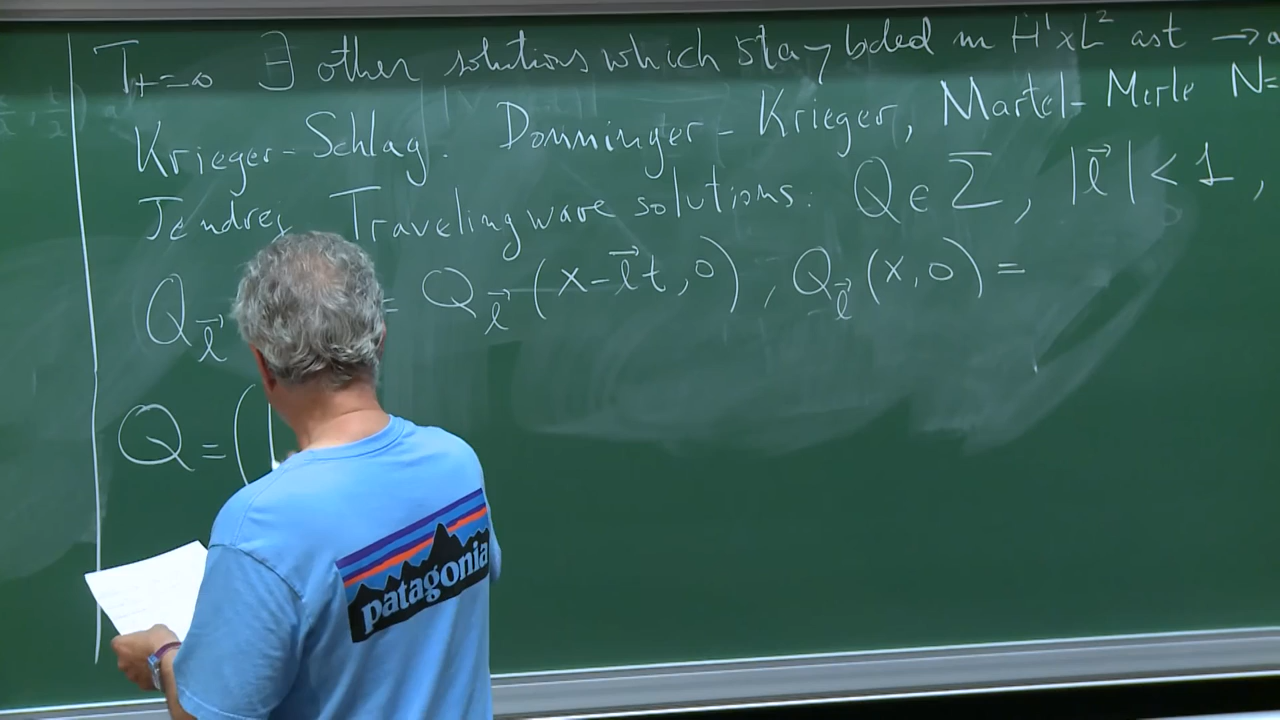 T₊=∞ ∃ other solutions which stay bded in Ḣ¹×L² as t → ∞
Krieger-Schlag. Donninger-Krieger, Martel-Merle N=
Jendrej Traveling wave solutions: Q ∈ Σ, |l⃗| < 1,
Q_l⃗ = Q_l⃗ (x-l⃗t,0), Q_l⃗ (x,0) =
Q = (
patagonia